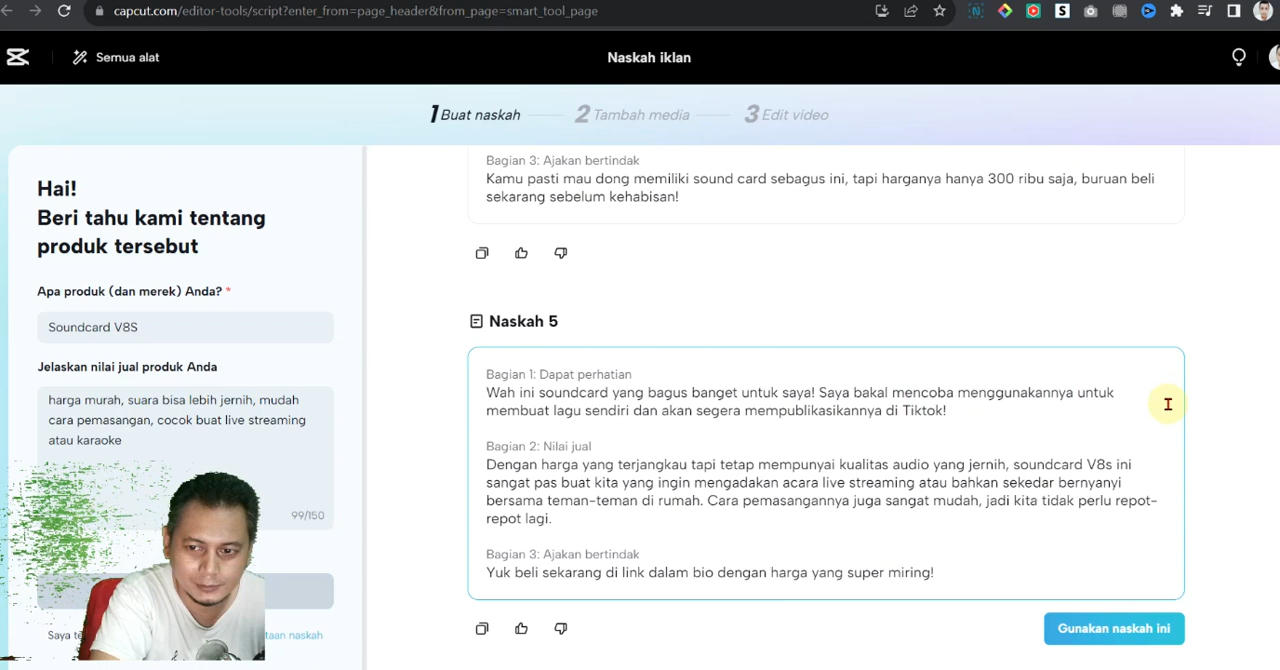 capcut.com/editor-tools/script?enter_from=page_header&from_page=smart_tool_page
Semua alat
Naskah iklan
1 Buat naskah
2 Tambah media
3 Edit video
Hai!
Beri tahu kami tentang
produk tersebut
Apa produk (dan merek) Anda? *
Soundcard V8S
Jelaskan nilai jual produk Anda
harga murah, suara bisa lebih jernih, mudah
cara pemasangan, cocok buat live streaming
atau karaoke
99/150
Bagian 3: Ajakan bertindak
Kamu pasti mau dong memiliki sound card sebagus ini, tapi harganya hanya 300 ribu saja, buruan beli
sekarang sebelum kehabisan!
Naskah 5
Bagian 1: Dapat perhatian
Wah ini soundcard yang bagus banget untuk saya! Saya bakal mencoba menggunakannya untuk
membuat lagu sendiri dan akan segera mempublikasikannya di Tiktok!
Bagian 2: Nilai jual
Dengan harga yang terjangkau tapi tetap mempunyai kualitas audio yang jernih, soundcard V8s ini
sangat pas buat kita yang ingin mengadakan acara live streaming atau bahkan sekedar bernyanyi
bersama teman-teman di rumah. Cara pemasangannya juga sangat mudah, jadi kita tidak perlu repot-
repot lagi.
Bagian 3: Ajakan bertindak
Yuk beli sekarang di link dalam bio dengan harga yang super miring!
Gunakan naskah ini
Saya naskah